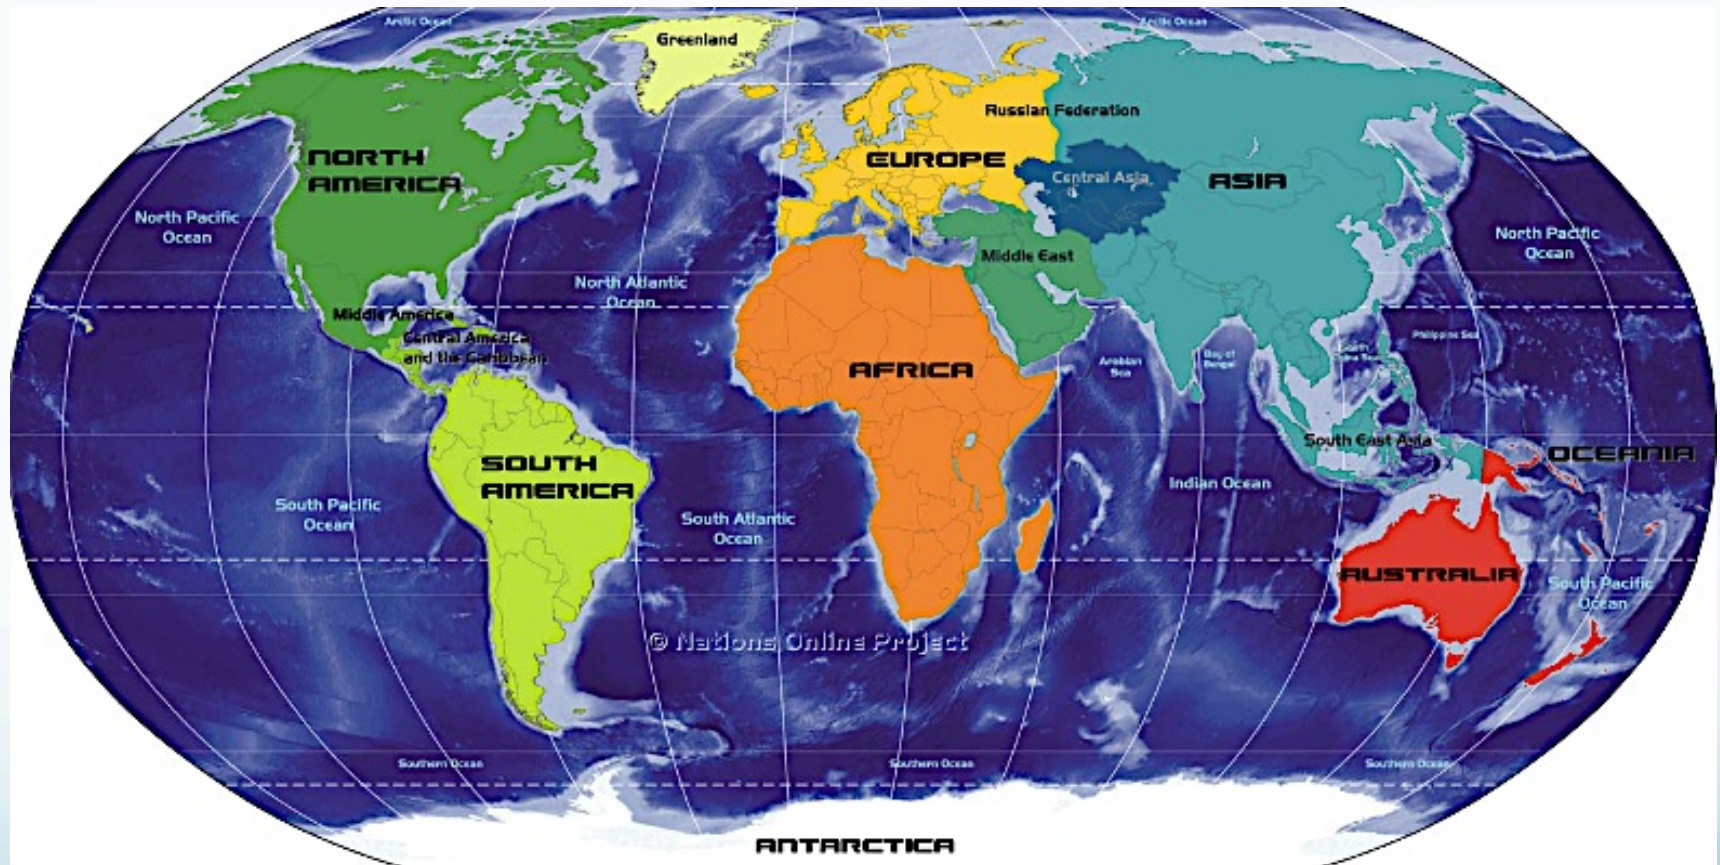 Arctic Ocean
Arctic Ocean
Greenland
Russian Federation
NORTH
AMERICA
EUROPE
Central Asia
ASIA
North Pacific
Ocean
North Pacific
Ocean
Middle East
North Atlantic
Ocean
Middle America
Central America
and the Caribbean
Philippine Sea
South
China Sea
Arabian
Sea
Bay of
Bengal
AFRICA
South East Asia
OCEANIA
SOUTH
AMERICA
Indian Ocean
South Pacific
Ocean
South Atlantic
Ocean
AUSTRALIA
South Pacific
Ocean
© Nations Online Project
Southern Ocean
Southern Ocean
Southern Ocean
ANTARCTICA